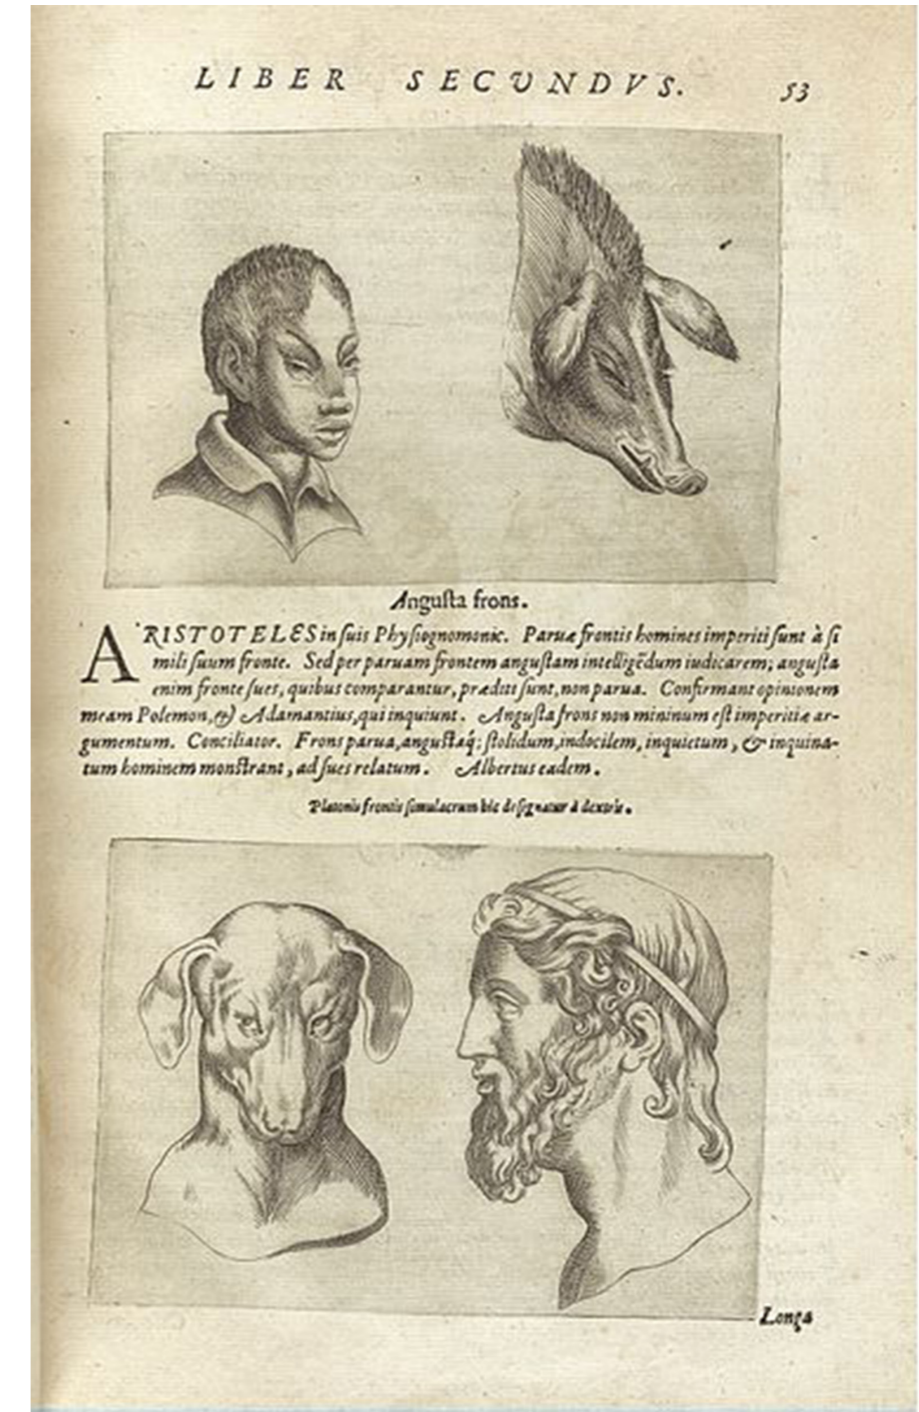 LIBER SECUNDVS. 53
Anguſta frons.
ARISTOTELES in ſuis Phyſiognomonic. Paruæ frontis homines imperiti ſunt à ſi
mili ſuum fronte. Sed per paruam frontem anguſtam intelligẽdum iudicarem; anguſta
enim fronte ſues, quibus comparantur, præditi ſunt, non parua. Confirmant opinionem
meam Polemon, & Adamantius, qui inquiunt. Anguſta frons non mininum eſt imperitiæ ar-
gumentum. Conciliator. Frons parua, anguſtaq́; ſtolidum, indocilem, inquietum, & inquina-
tum hominem monſtrant, ad ſues relatum. Albertus eadem.
Platonis frontis ſimulacrum hic deſignatur à dextris.
Longa